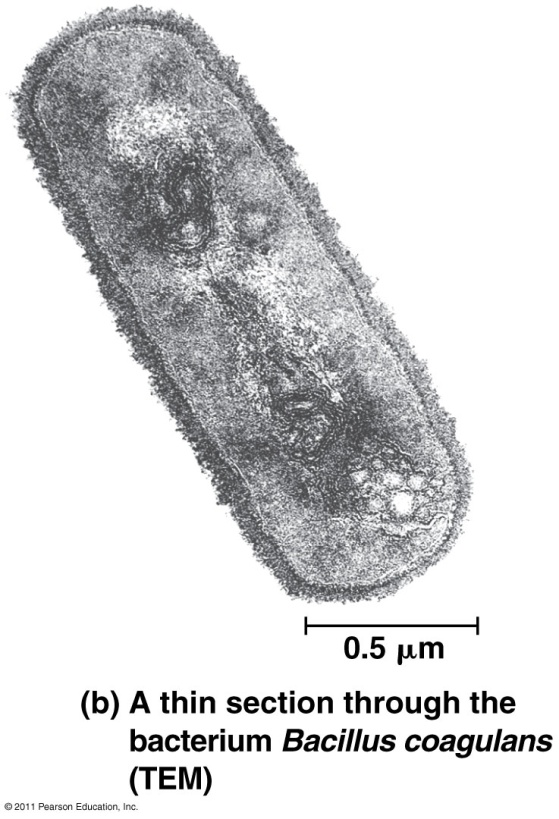 0.5 μm
(b) A thin section through the
bacterium Bacillus coagulans
(TEM)
© 2011 Pearson Education, Inc.